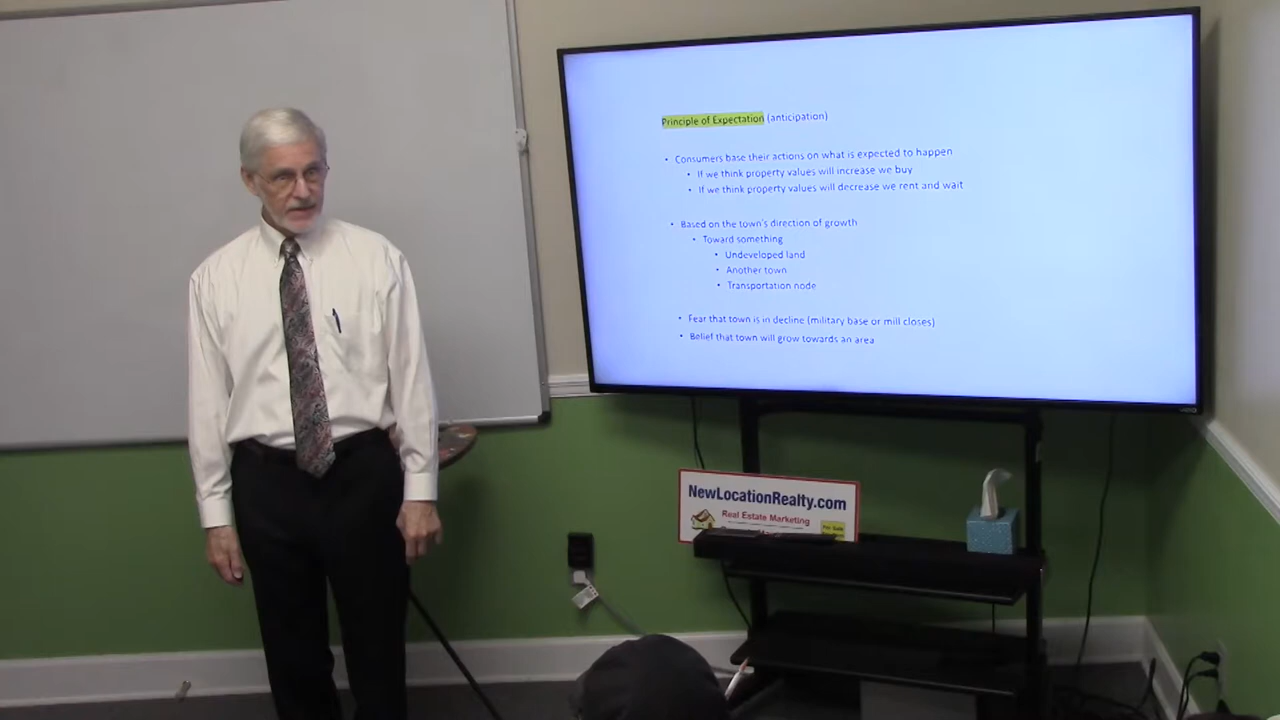 Principle of Expectation (anticipation)
• Consumers base their actions on what is expected to happen
• If we think property values will increase we buy
• If we think property values will decrease we rent and wait
• Based on the town's direction of growth
• Toward something
• Undeveloped land
• Another town
• Transportation node
• Fear that town is in decline (military base or mill closes)
• Belief that town will grow towards an area
NewLocationRealty.com
Real Estate Marketing
For Sale